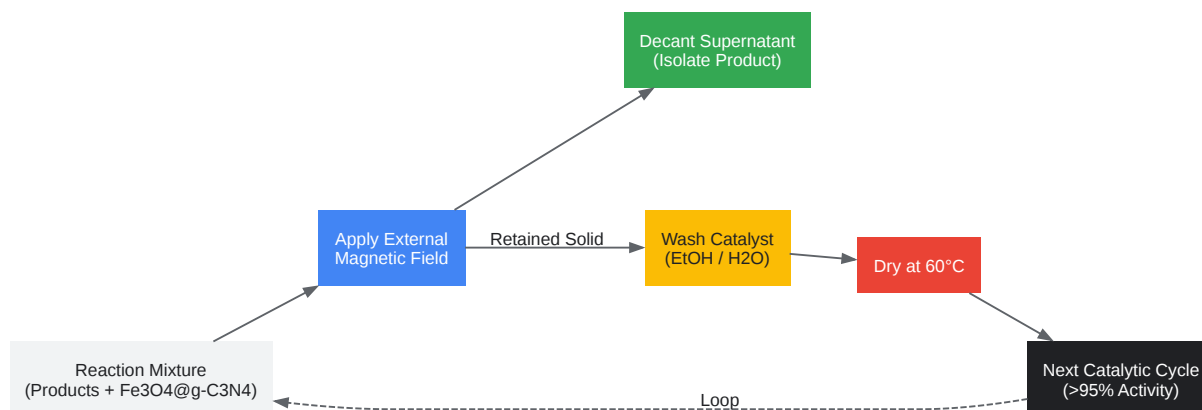 Decant Supernatant
(Isolate Product)
Apply External
Magnetic Field
Retained Solid
Wash Catalyst
(EtOH / H2O)
Dry at 60°C
Reaction Mixture
(Products + Fe3O4@g-C3N4)
Next Catalytic Cycle
(>95% Activity)
Loop